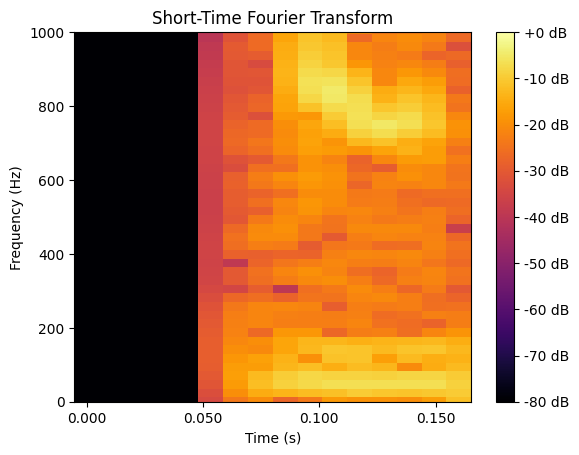 Short-Time Fourier Transform
1000
800
600
400
200
0
Frequency (Hz)
0.000
0.050
0.100
0.150
Time (s)
+0 dB
-10 dB
-20 dB
-30 dB
-40 dB
-50 dB
-60 dB
-70 dB
-80 dB